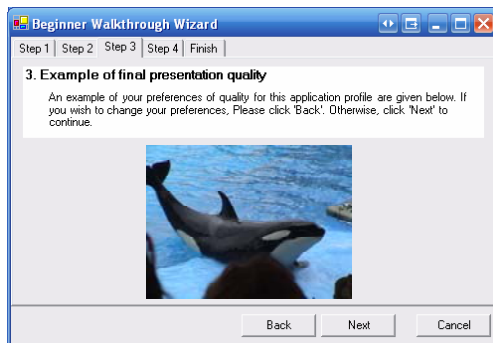 Beginner Walkthrough Wizard
Step 1 Step 2 Step 3 Step 4 Finish
3. Example of final presentation quality
An example of your preferences of quality for this application profile are given below. If
you wish to change your preferences, Please click 'Back'. Otherwise, click 'Next' to
continue.
Back Next Cancel